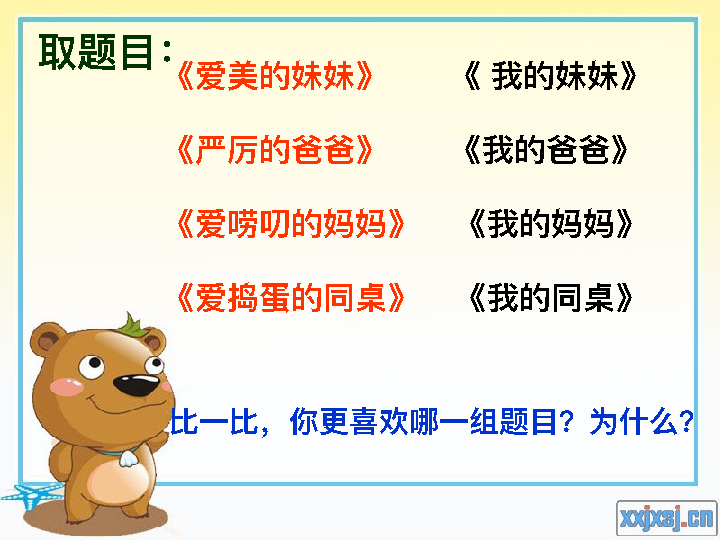 取题目：
《爱美的妹妹》 《 我的妹妹》
《严厉的爸爸》 《我的爸爸》
《爱唠叨的妈妈》 《我的妈妈》
《爱捣蛋的同桌》 《我的同桌》
比一比，你更喜欢哪一组题目？为什么？
xxjxsj.cn